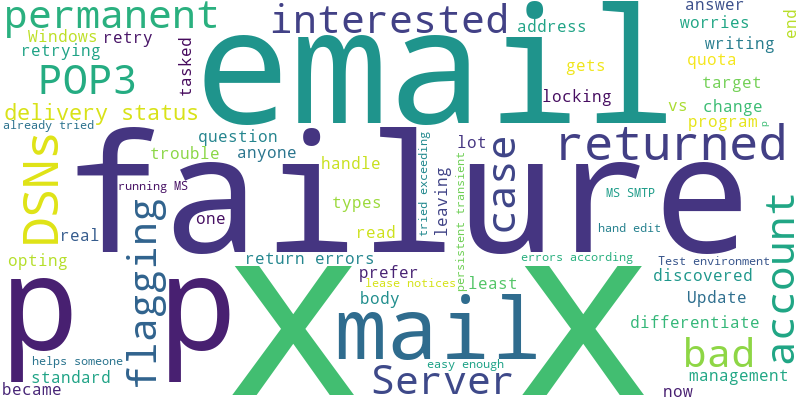 permanent
interested
email
answer
worries
end
address
Windows
retry
retrying
tasked
writing
POP3
gets
quota
locking
target
delivery status
vs
change
already tried
program
p
failure
returned
question
DSNs
trouble
anyone
lot
case
handle
tried exceeding
leaving
persistent transient
running MS
types
MS SMTP
one
read
real
hand edit
flagging
account
opting
return errors
errors according
Test environment
p
p
X
X
prefer
least
discovered
lease notices
body
Update
mail
differentiate
helps someone
easy enough
bad
standard
Server
management
became
now